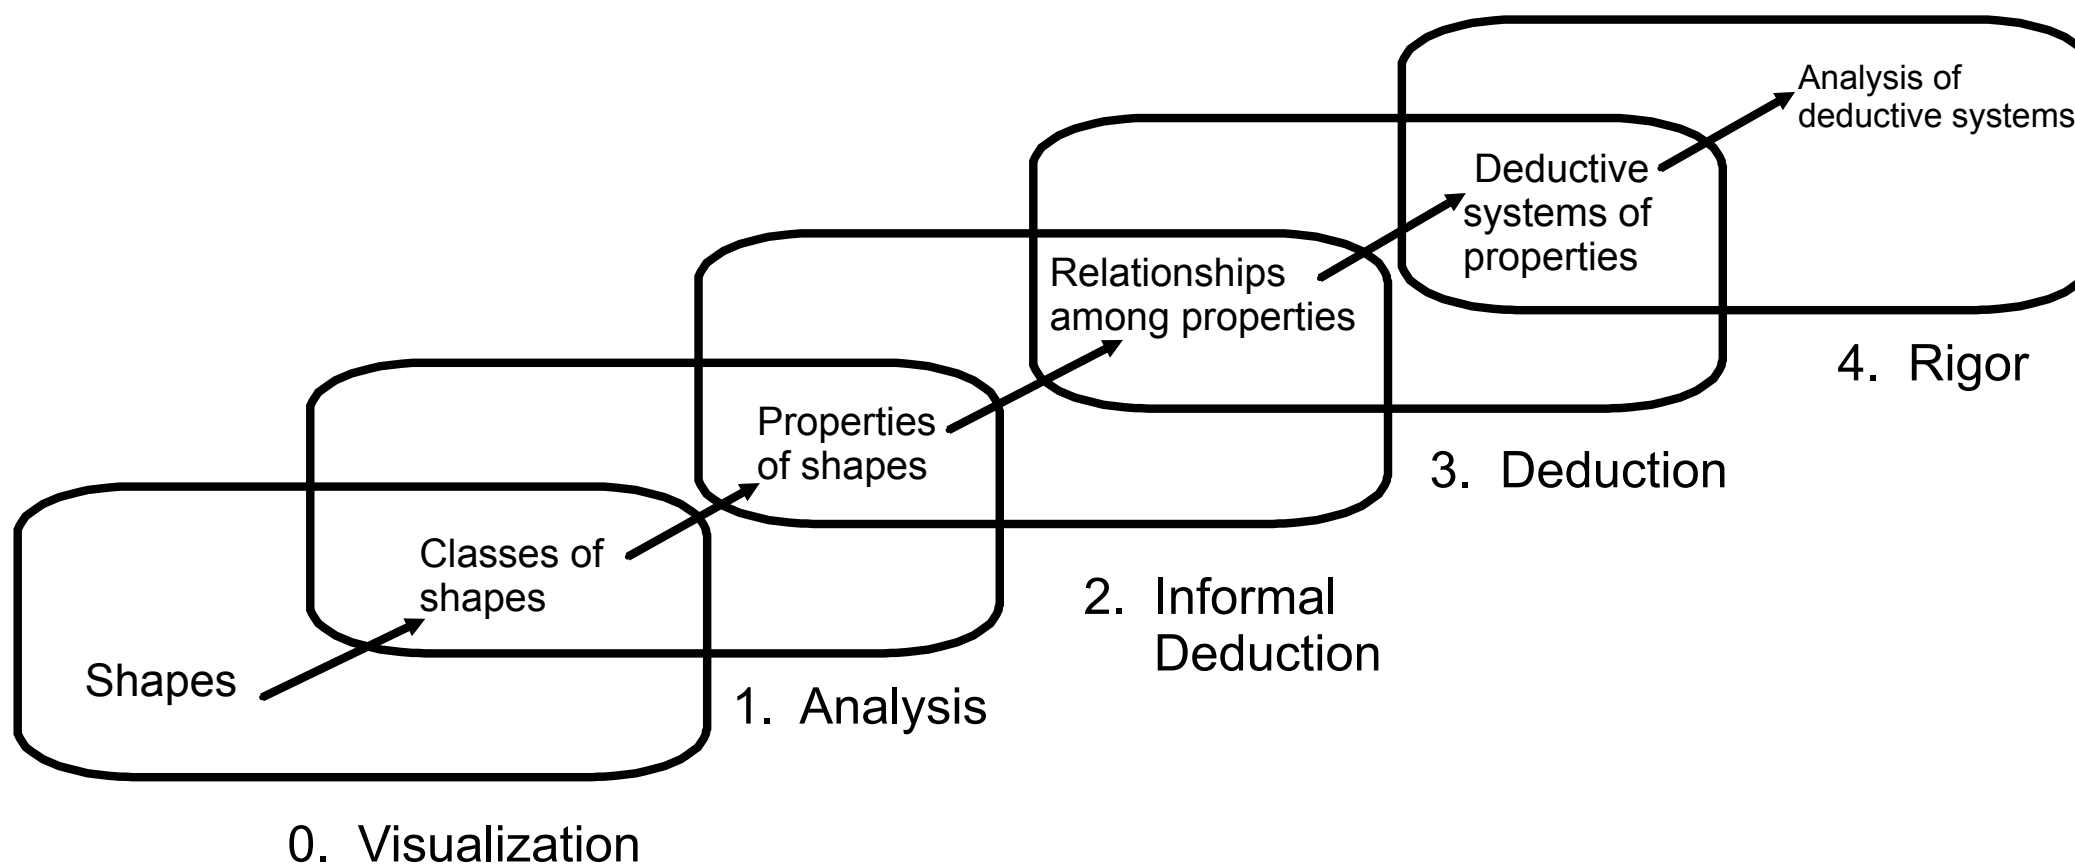 Analysis of
deductive systems
Deductive
systems of
properties
Relationships
among properties
4. Rigor
Properties
of shapes
3. Deduction
Classes of
shapes
2. Informal
Deduction
Shapes
1. Analysis
0. Visualization